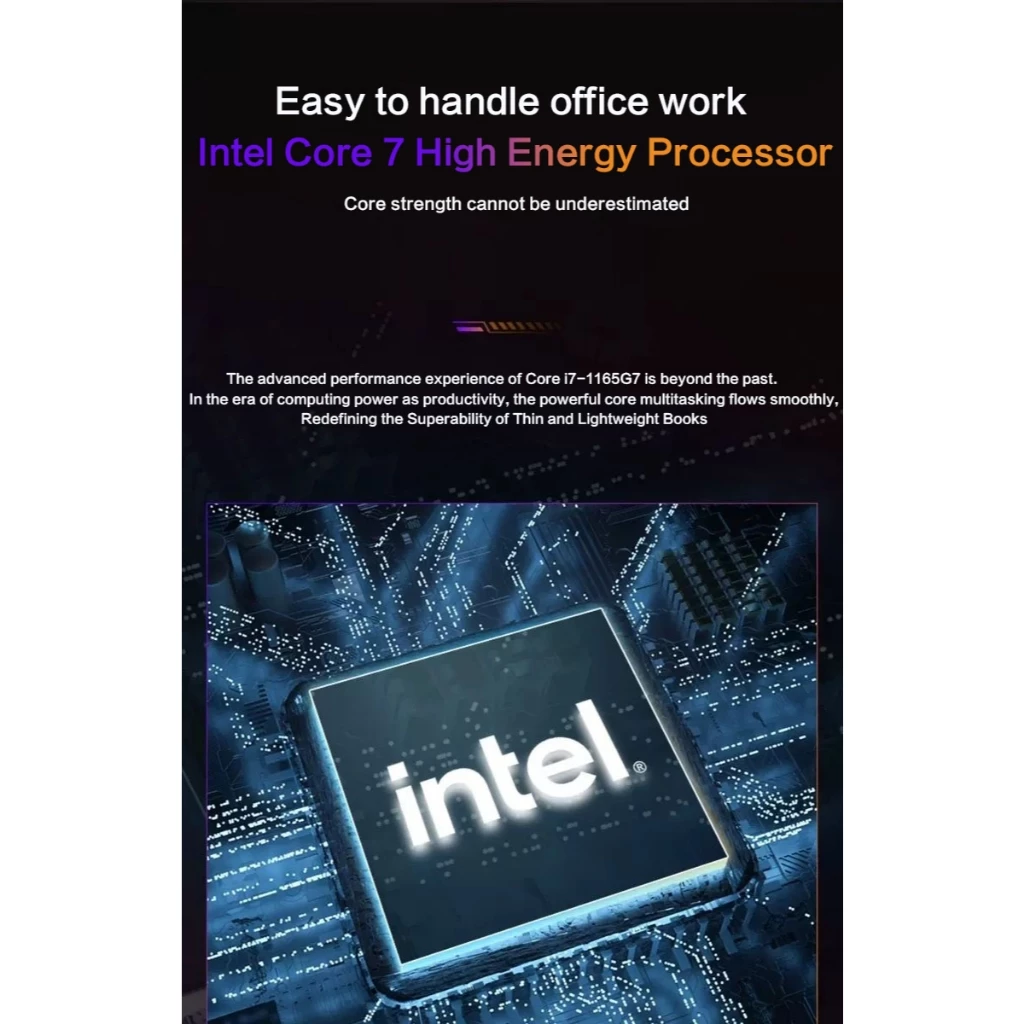 Easy to handle office work
Intel Core 7 High Energy Processor
Core strength cannot be underestimated
The advanced performance experience of Core i7-1165G7 is beyond the past.
In the era of computing power as productivity, the powerful core multitasking flows smoothly,
Redefining the Superability of Thin and Lightweight Books
intel®